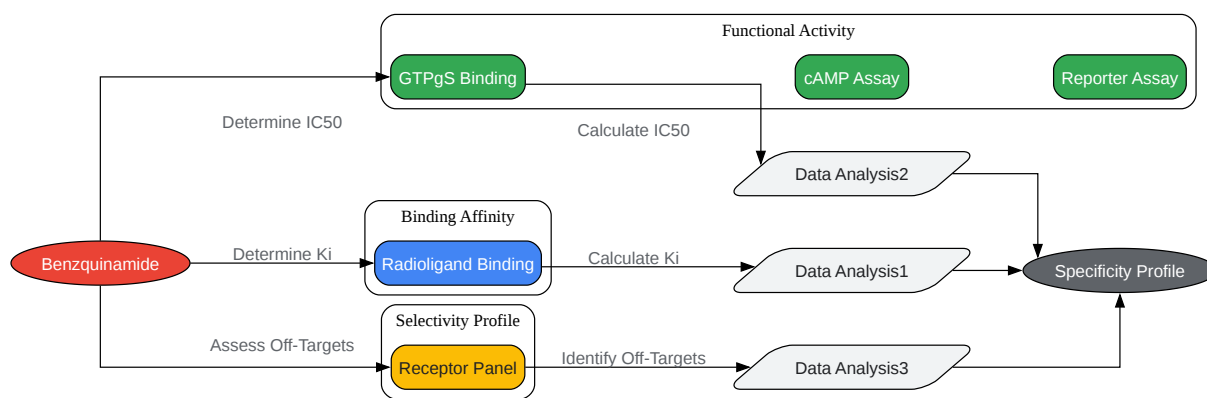 Functional Activity
GTPgS Binding
cAMP Assay
Reporter Assay
Determine IC50
Calculate IC50
Data Analysis2
Binding Affinity
Benzquinamide
Determine Ki
Radioligand Binding
Calculate Ki
Data Analysis1
Specificity Profile
Selectivity Profile
Assess Off-Targets
Receptor Panel
Identify Off-Targets
Data Analysis3